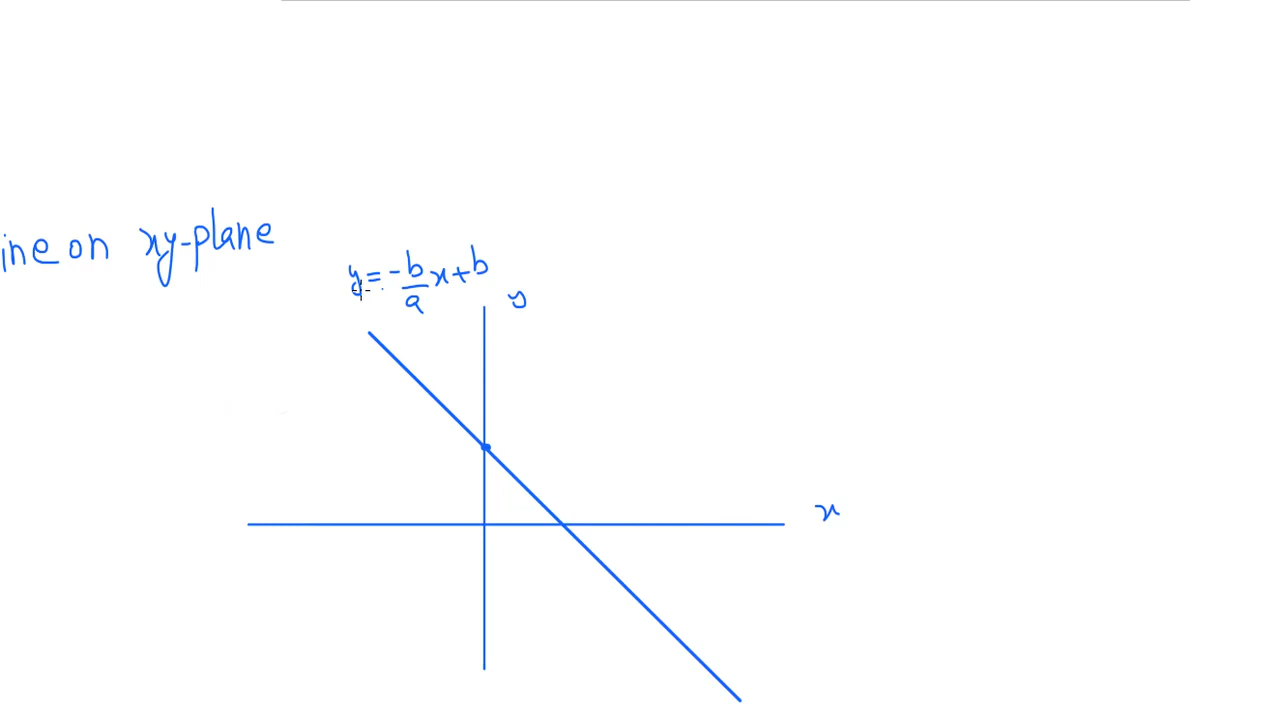 ine on xy-plane
y = -b/a x + b
y
x